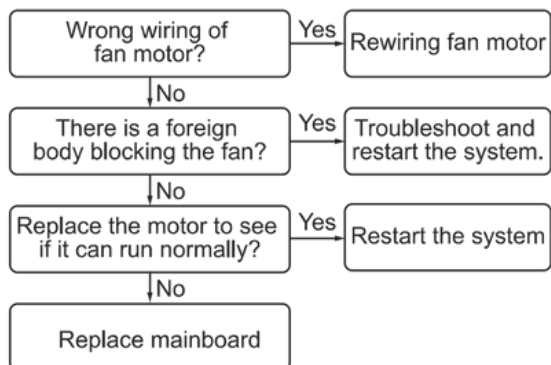 Wrong wiring of
fan motor?
Yes
Rewiring fan motor
No
There is a foreign
body blocking the fan?
Yes
Troubleshoot and
restart the system.
No
Replace the motor to see
if it can run normally?
Yes
Restart the system
No
Replace mainboard